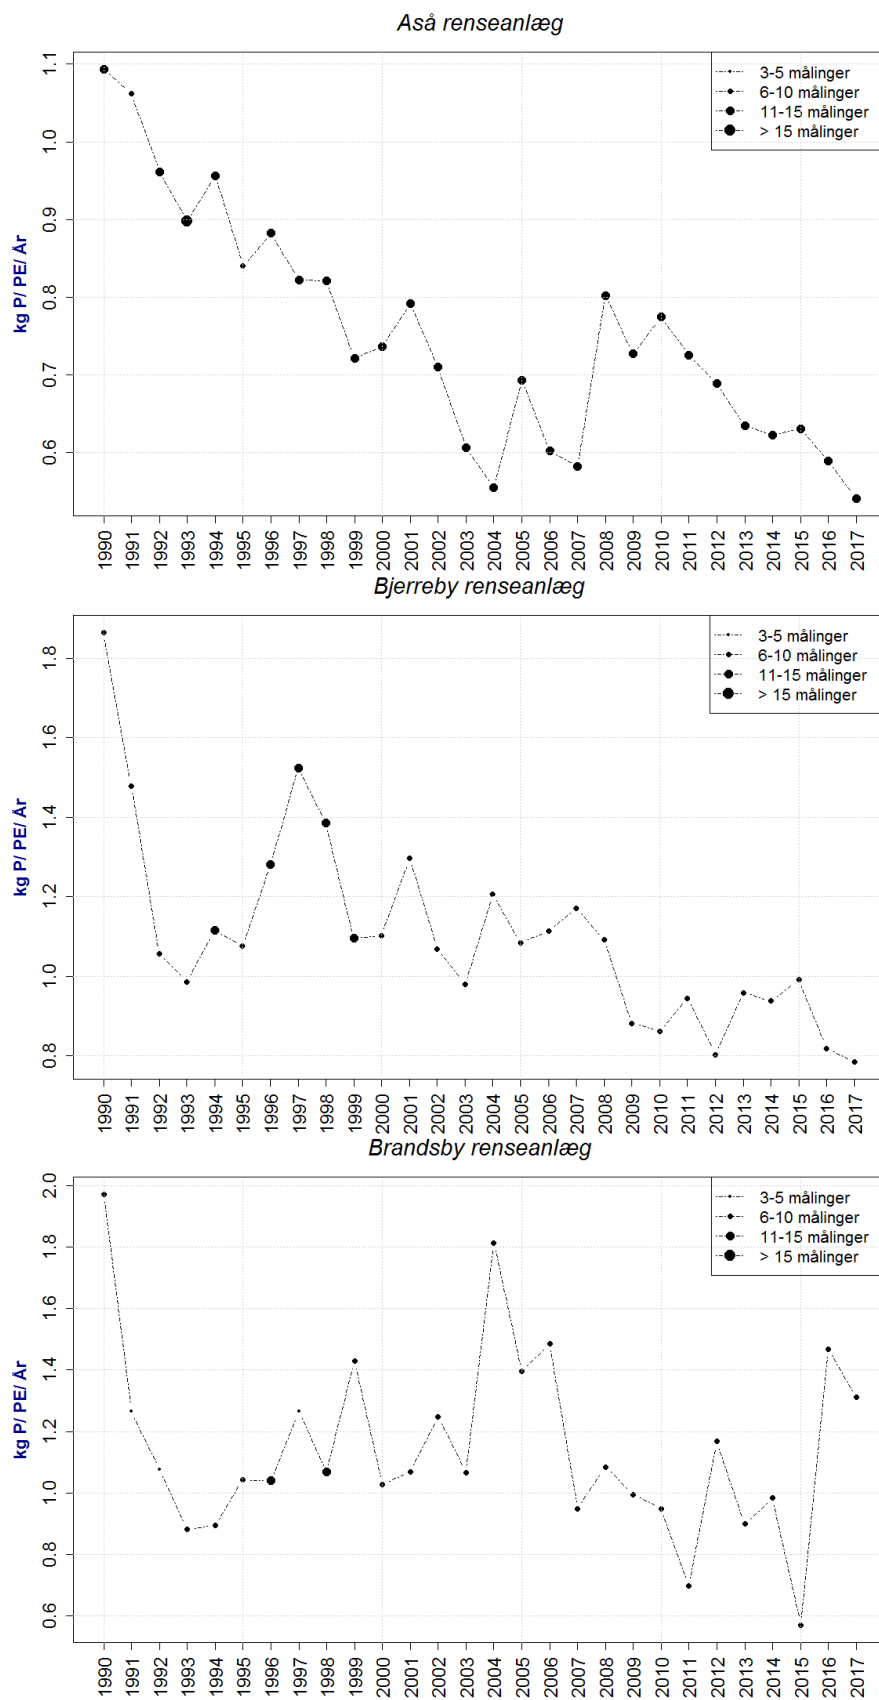 Aså renseanlæg
kg P/ PE/ År
1.1
1.0
0.9
0.8
0.7
0.6
3-5 målinger
6-10 målinger
11-15 målinger
> 15 målinger
1990 1991 1992 1993 1994 1995 1996 1997 1998 1999 2000 2001 2002 2003 2004 2005 2006 2007 2008 2009 2010 2011 2012 2013 2014 2015 2016 2017
Bjerreby renseanlæg
kg P/ PE/ År
1.8
1.6
1.4
1.2
1.0
0.8
3-5 målinger
6-10 målinger
11-15 målinger
> 15 målinger
1990 1991 1992 1993 1994 1995 1996 1997 1998 1999 2000 2001 2002 2003 2004 2005 2006 2007 2008 2009 2010 2011 2012 2013 2014 2015 2016 2017
Brandsby renseanlæg
kg P/ PE/ År
2.0
1.8
1.6
1.4
1.2
1.0
0.8
0.6
3-5 målinger
6-10 målinger
11-15 målinger
> 15 målinger
1990 1991 1992 1993 1994 1995 1996 1997 1998 1999 2000 2001 2002 2003 2004 2005 2006 2007 2008 2009 2010 2011 2012 2013 2014 2015 2016 2017